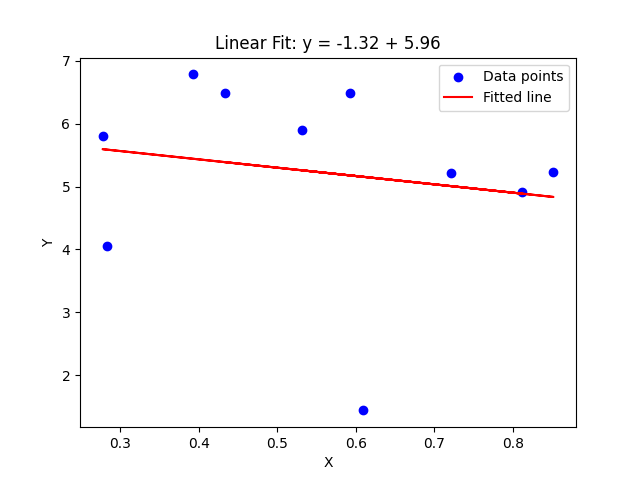 Linear Fit: y = -1.32 + 5.96
Data points
Fitted line
7
6
5
4
3
2
Y
0.3 0.4 0.5 0.6 0.7 0.8
X